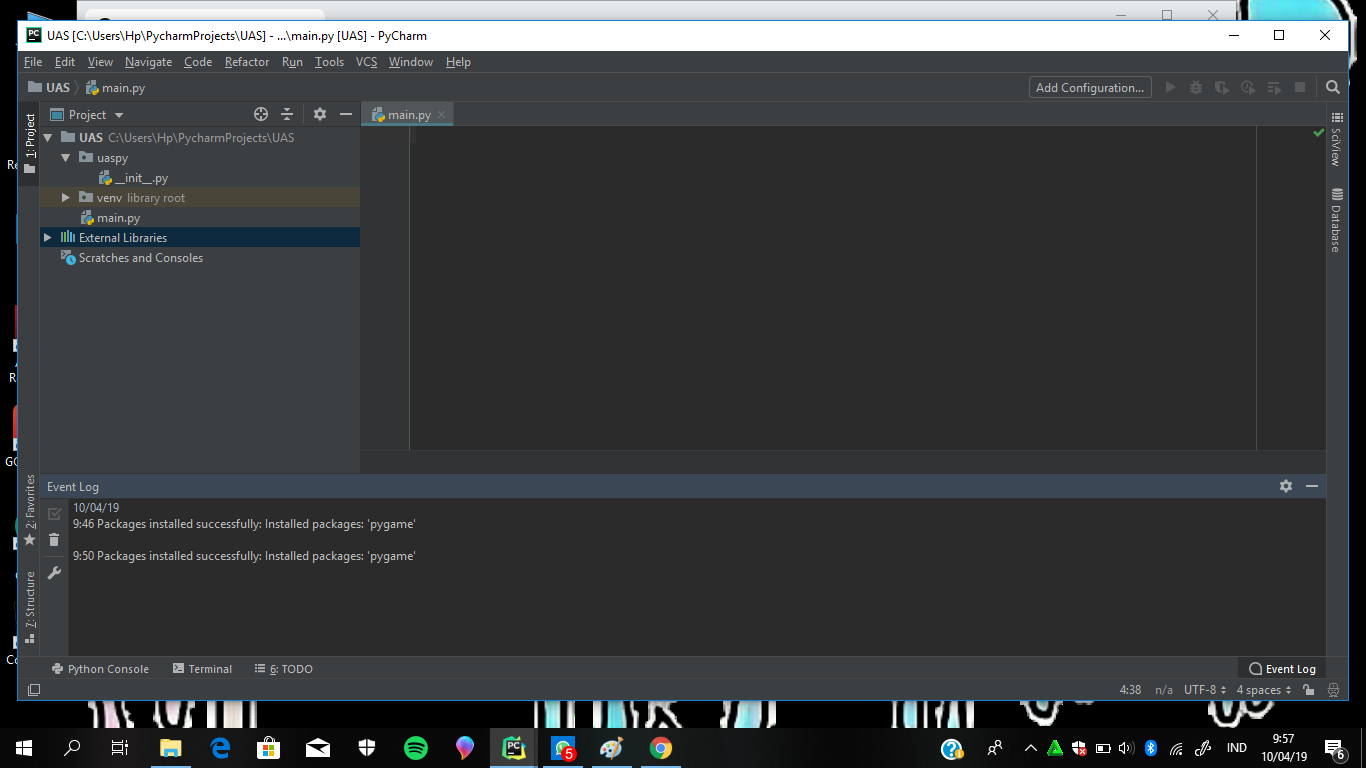 UAS [C:\Users\Hp\PycharmProjects\UAS] - ...\main.py [UAS] - PyCharm
File Edit View Navigate Code Refactor Run Tools VCS Window Help
UAS main.py Add Configuration...
1: Project
Project
main.py
UAS C:\Users\Hp\PycharmProjects\UAS
uaspy
__init__.py
venv library root
main.py
External Libraries
Scratches and Consoles
SciView
Database
2: Favorites
7: Structure
Event Log
10/04/19
9:46 Packages installed successfully: Installed packages: 'pygame'
9:50 Packages installed successfully: Installed packages: 'pygame'
Python Console Terminal 6: TODO Event Log
4:38 n/a UTF-8 4 spaces
PC 5 IND 9:57
10/04/19 6